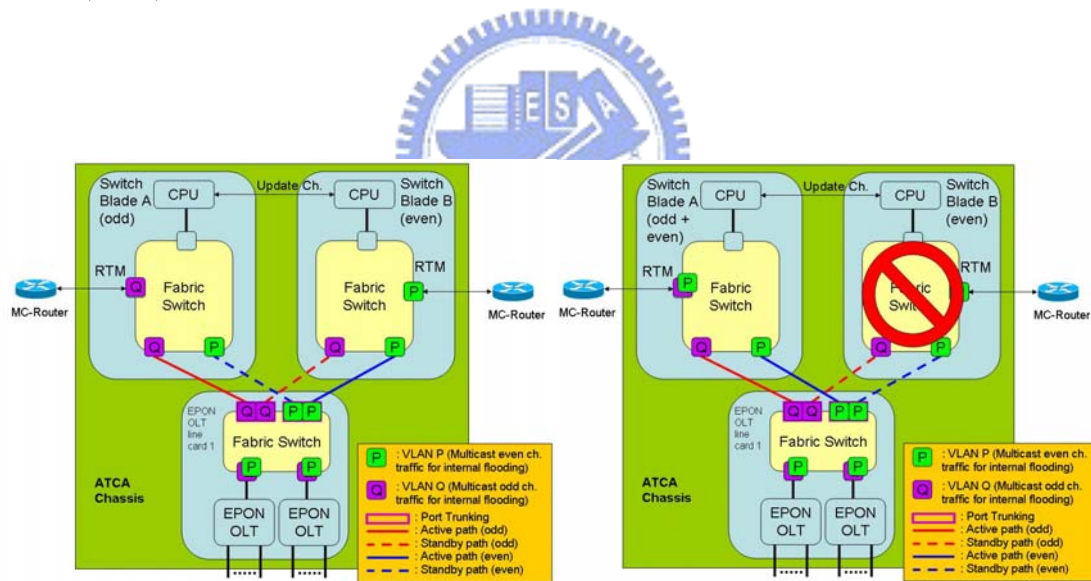 ESA
Switch
Blade A
(odd)
CPU
Update Ch.
CPU
Switch
Blade B
(even)
RTM
Q
Fabric
Switch
Fabric
Switch
RTM
P
MC-Router
MC-Router
Q
P
Q
P
EPON
OLT
line
card 1
Q Q
P P
Fabric Switch
P
P
ATCA
Chassis
EPON
OLT
EPON
OLT
P : VLAN P (Multicast even ch.
traffic for internal flooding)
Q : VLAN Q (Multicast odd ch.
traffic for internal flooding)
: Port Trunking
: Active path (odd)
: Standby path (odd)
: Active path (even)
: Standby path (even)
Switch
Blade A
(odd +
even)
CPU
Update Ch.
CPU
Switch
Blade B
(even)
RTM
P
Fabric
Switch
RTM
MC-Router
MC-Router
Q
P
Q
P
EPON
OLT
line
card 1
Q Q
P P
Fabric Switch
P
P
ATCA
Chassis
EPON
OLT
EPON
OLT
P : VLAN P (Multicast even ch.
traffic for internal flooding)
Q : VLAN Q (Multicast odd ch.
traffic for internal flooding)
: Port Trunking
: Active path (odd)
: Standby path (odd)
: Active path (even)
: Standby path (even)